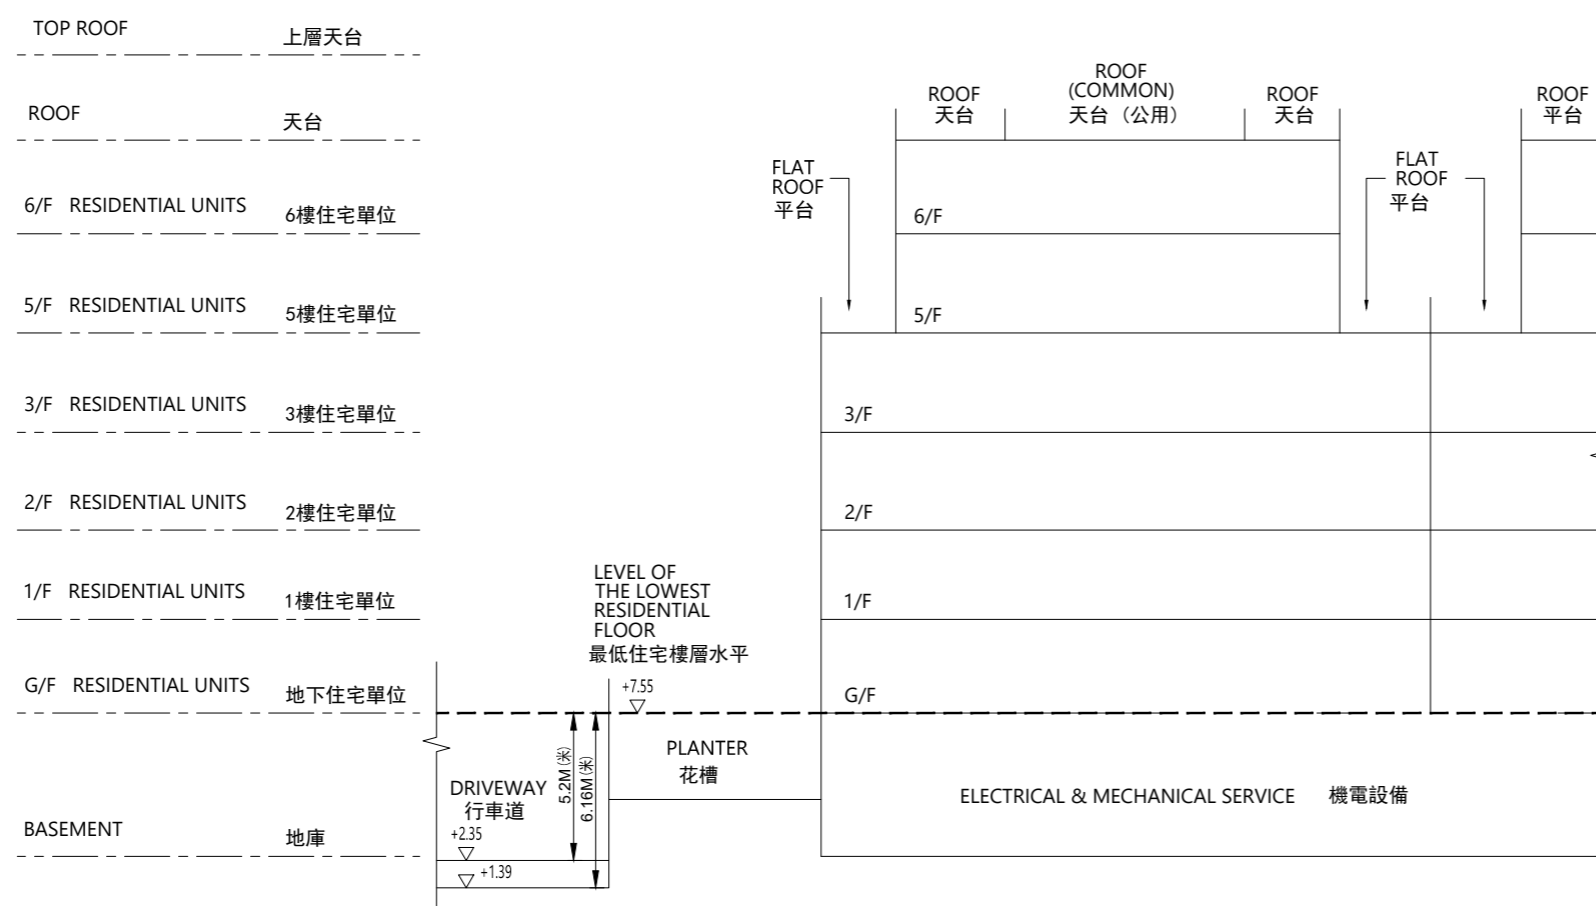 TOP ROOF 上層天台
ROOF 天台
6/F RESIDENTIAL UNITS 6樓住宅單位
5/F RESIDENTIAL UNITS 5樓住宅單位
3/F RESIDENTIAL UNITS 3樓住宅單位
2/F RESIDENTIAL UNITS 2樓住宅單位
1/F RESIDENTIAL UNITS 1樓住宅單位
G/F RESIDENTIAL UNITS 地下住宅單位
BASEMENT 地庫
LEVEL OF
THE LOWEST
RESIDENTIAL
FLOOR
最低住宅樓層水平
+7.55
DRIVEWAY
行車道
+2.35
+1.39
5.2M(米)
6.16M(米)
PLANTER
花槽
FLAT
ROOF
平台
ROOF
天台
ROOF
(COMMON)
天台（公用）
ROOF
天台
FLAT
ROOF
平台
ROOF
平台
6/F
5/F
3/F
2/F
1/F
G/F
ELECTRICAL & MECHANICAL SERVICE 機電設備